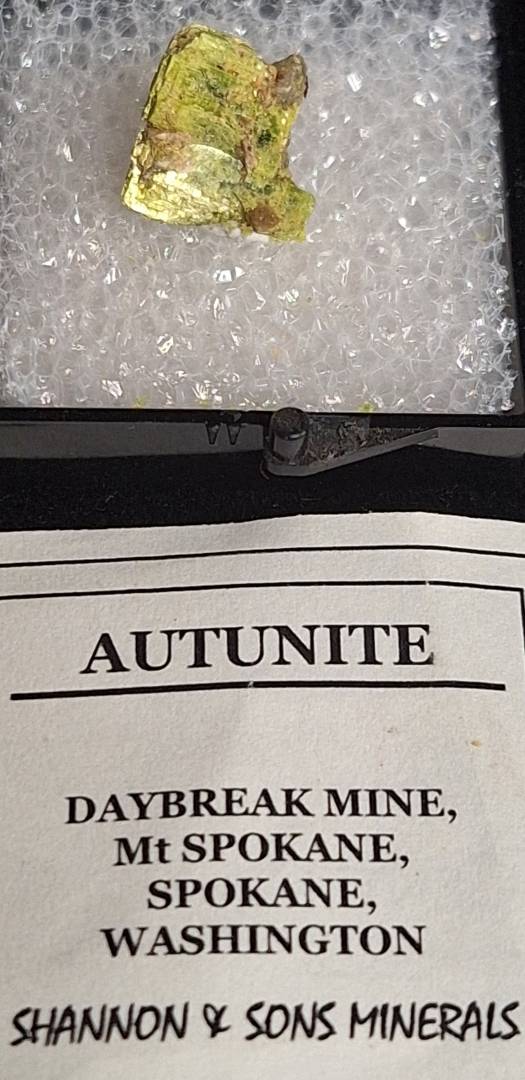 AUTUNITE
DAYBREAK MINE,
Mt SPOKANE,
SPOKANE,
WASHINGTON
SHANNON & SONS MINERALS